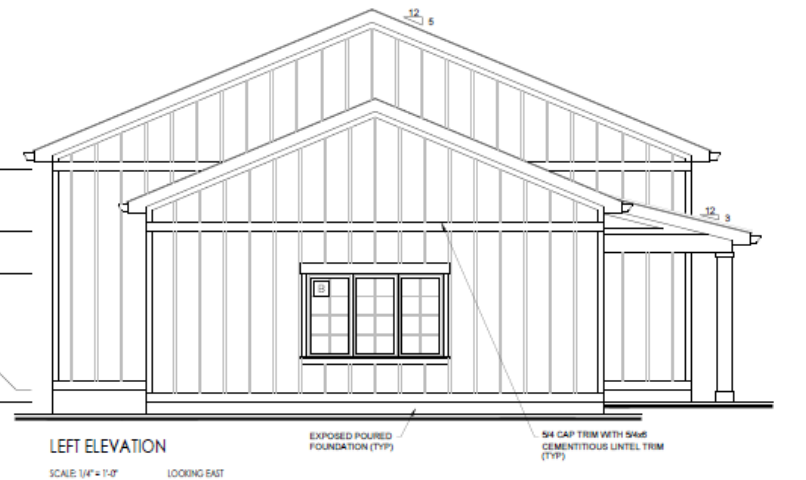 12
5
12
3
B
EXPOSED POURED
FOUNDATION (TYP)
5/4 CAP TRIM WITH 5/4x6
CEMENTITIOUS LINTEL TRIM
(TYP)
LEFT ELEVATION
SCALE: 1/4" = 1'-0"
LOOKING EAST